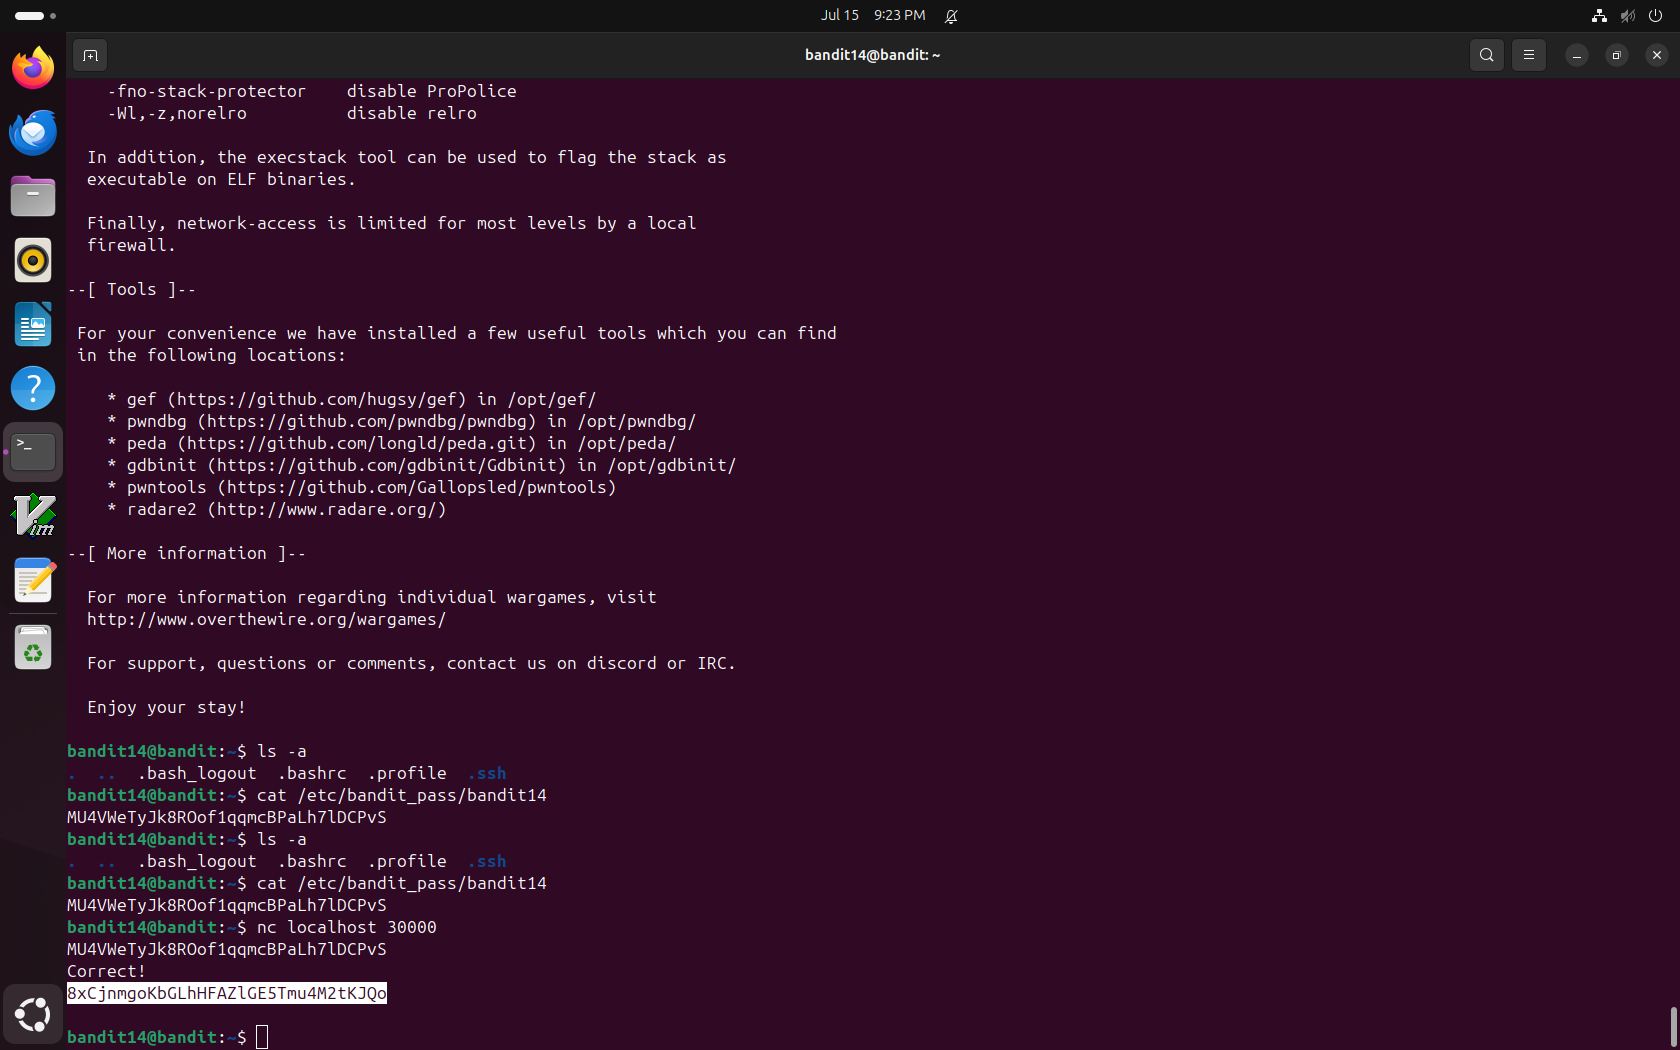 Jul 15 9:23 PM
bandit14@bandit: ~
-fno-stack-protector    disable ProPolice
-Wl,-z,norelro          disable relro
In addition, the execstack tool can be used to flag the stack as
executable on ELF binaries.
Finally, network-access is limited for most levels by a local
firewall.
--[ Tools ]--
For your convenience we have installed a few useful tools which you can find
in the following locations:
* gef (https://github.com/hugsy/gef) in /opt/gef/
* pwndbg (https://github.com/pwndbg/pwndbg) in /opt/pwndbg/
* peda (https://github.com/longld/peda.git) in /opt/peda/
* gdbinit (https://github.com/gdbinit/Gdbinit) in /opt/gdbinit/
* pwntools (https://github.com/Gallopsled/pwntools)
* radare2 (http://www.radare.org/)
--[ More information ]--
For more information regarding individual wargames, visit
http://www.overthewire.org/wargames/
For support, questions or comments, contact us on discord or IRC.
Enjoy your stay!
bandit14@bandit:~$ ls -a
.  ..  .bash_logout  .bashrc  .profile  .ssh
bandit14@bandit:~$ cat /etc/bandit_pass/bandit14
MU4VWeTyJk8ROof1qqmcBPaLh7lDCPvS
bandit14@bandit:~$ ls -a
.  ..  .bash_logout  .bashrc  .profile  .ssh
bandit14@bandit:~$ cat /etc/bandit_pass/bandit14
MU4VWeTyJk8ROof1qqmcBPaLh7lDCPvS
bandit14@bandit:~$ nc localhost 30000
MU4VWeTyJk8ROof1qqmcBPaLh7lDCPvS
Correct!
8xCjnmgoKbGLhHFAZlGE5Tmu4M2tKJQo
bandit14@bandit:~$